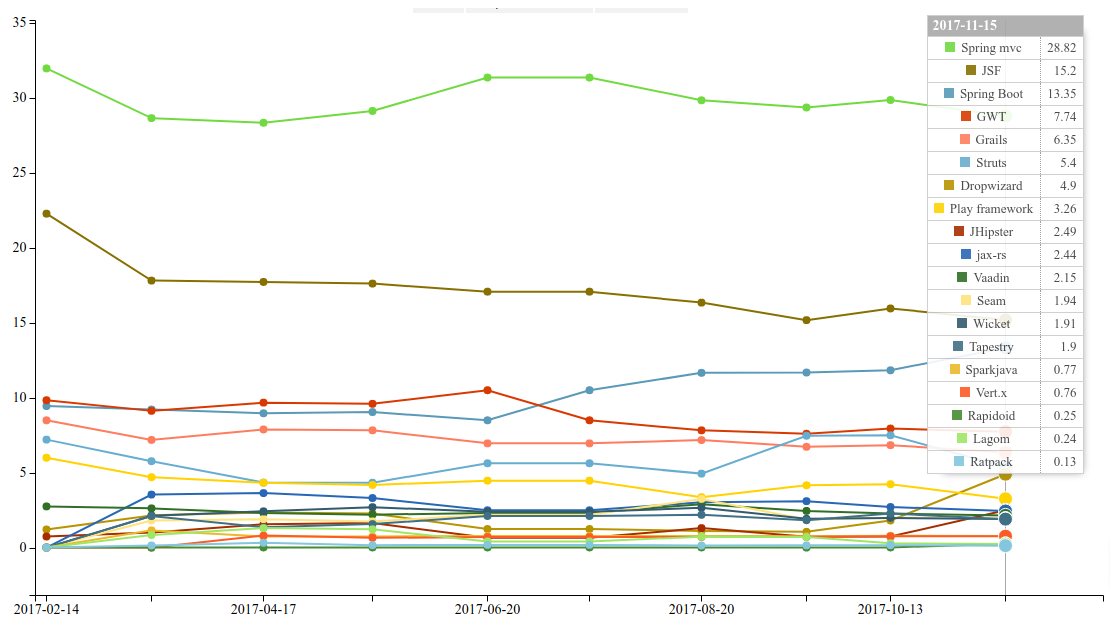 35
30
25
20
15
10
5
0
2017-11-15
Spring mvc 28.82
JSF 15.2
Spring Boot 13.35
GWT 7.74
Grails 6.35
Struts 5.4
Dropwizard 4.9
Play framework 3.26
JHipster 2.49
jax-rs 2.44
Vaadin 2.15
Seam 1.94
Wicket 1.91
Tapestry 1.9
Sparkjava 0.77
Vert.x 0.76
Rapidoid 0.25
Lagom 0.24
Ratpack 0.13
2017-02-14 2017-04-17 2017-06-20 2017-08-20 2017-10-13